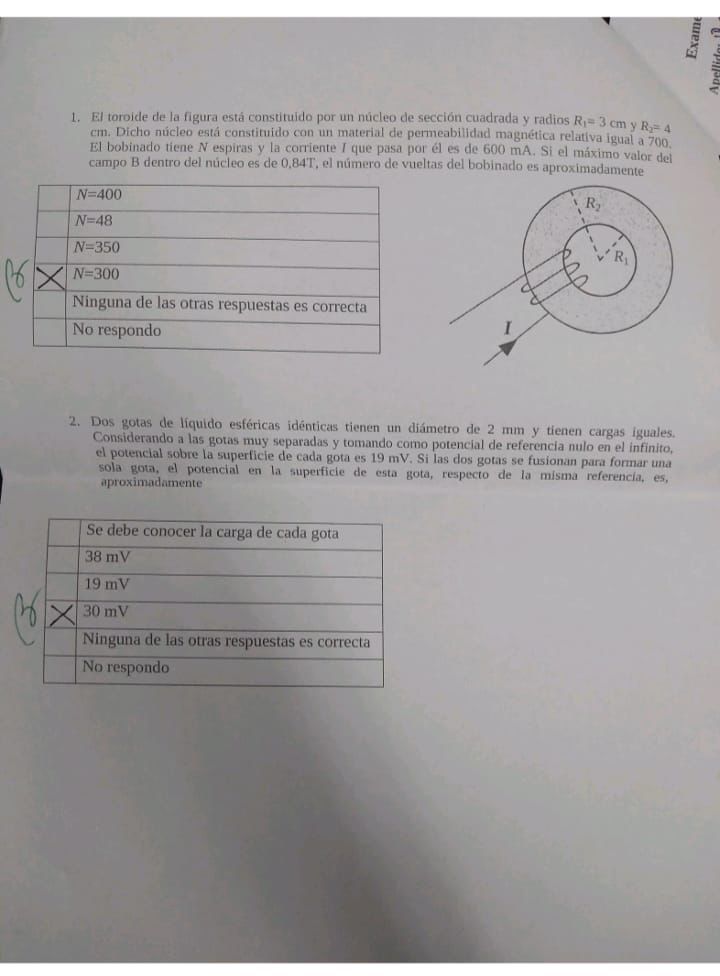 Exame
Apellido:
1. El toroide de la figura está constituido por un núcleo de sección cuadrada y radios R₁= 3 cm y R₂= 4
cm. Dicho núcleo está constituido con un material de permeabilidad magnética relativa igual a 700.
El bobinado tiene N espiras y la corriente I que pasa por él es de 600 mA. Si el máximo valor del
campo B dentro del núcleo es de 0,84T, el número de vueltas del bobinado es aproximadamente
N=400
N=48
N=350
X N=300
Ninguna de las otras respuestas es correcta
No respondo
R₂
R₁
I
2. Dos gotas de líquido esféricas idénticas tienen un diámetro de 2 mm y tienen cargas iguales.
Considerando a las gotas muy separadas y tomando como potencial de referencia nulo en el infinito,
el potencial sobre la superficie de cada gota es 19 mV. Si las dos gotas se fusionan para formar una
sola gota, el potencial en la superficie de esta gota, respecto de la misma referencia, es,
aproximadamente
Se debe conocer la carga de cada gota
38 mV
19 mV
X 30 mV
Ninguna de las otras respuestas es correcta
No respondo